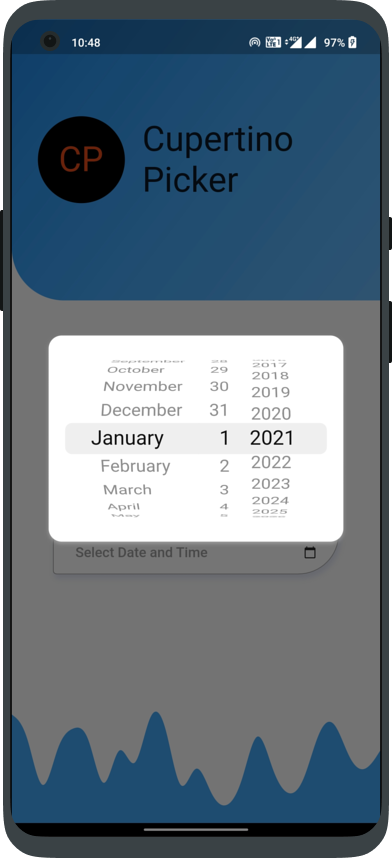 10:48
4G
97%
CP
Cupertino
Picker
September 28
October 29 2017
2018
November 30 2019
December 31 2020
January 1 2021
February 2 2022
March 3 2023
April 4 2024
May 5 2025
Select Date and Time